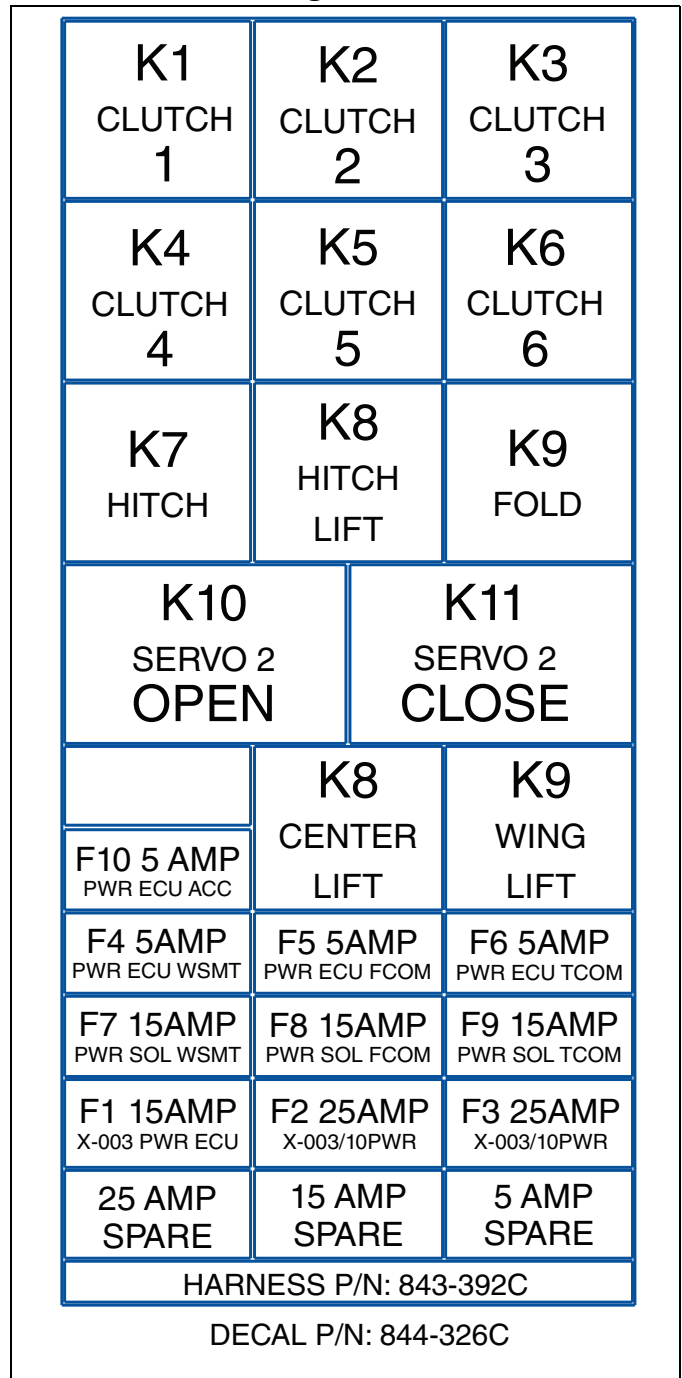 K1
CLUTCH
1
K2
CLUTCH
2
K3
CLUTCH
3
K4
CLUTCH
4
K5
CLUTCH
5
K6
CLUTCH
6
K7
HITCH
K8
HITCH
LIFT
K9
FOLD
K10
SERVO 2
OPEN
K11
SERVO 2
CLOSE
F10 5 AMP
PWR ECU ACC
K8
CENTER
LIFT
K9
WING
LIFT
F4 5AMP
PWR ECU WSMT
F5 5AMP
PWR ECU FCOM
F6 5AMP
PWR ECU TCOM
F7 15AMP
PWR SOL WSMT
F8 15AMP
PWR SOL FCOM
F9 15AMP
PWR SOL TCOM
F1 15AMP
X-003 PWR ECU
F2 25AMP
X-003/10PWR
F3 25AMP
X-003/10PWR
25 AMP
SPARE
15 AMP
SPARE
5 AMP
SPARE
HARNESS P/N: 843-392C
DECAL P/N: 844-326C